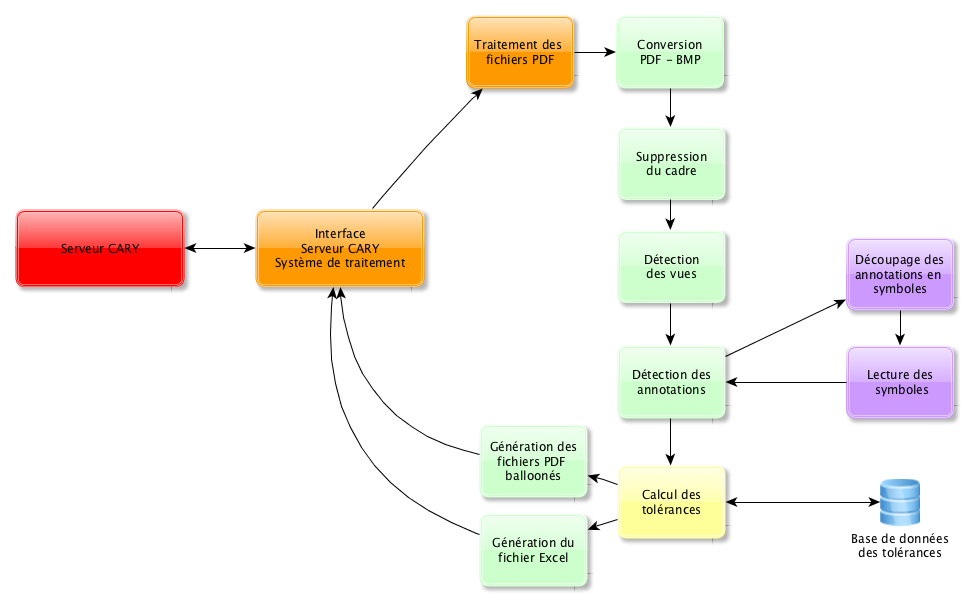 Traitement des
fichiers PDF
Conversion
PDF – BMP
Suppression
du cadre
Serveur CARY
Interface
Serveur CARY
Système de traitement
Détection
des vues
Découpage des
annotations en
symboles
Détection des
annotations
Lecture des
symboles
Génération des
fichiers PDF
balloonés
Calcul des
tolérances
Génération du
fichier Excel
Base de données
des tolérances